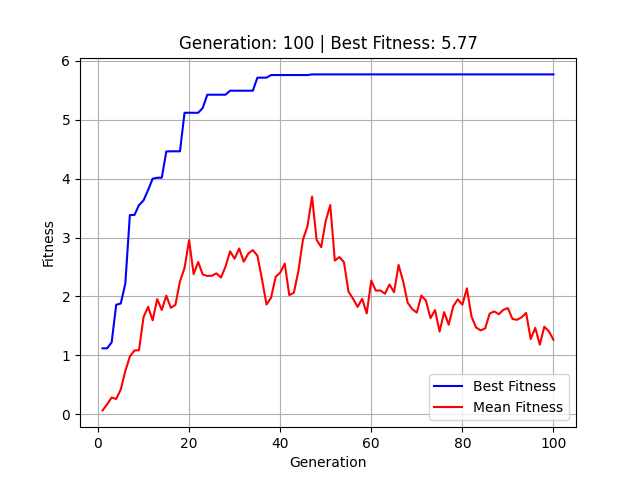 Generation: 100 | Best Fitness: 5.77
6
5
4
3
2
1
0
Fitness
0 20 40 60 80 100
Generation
Best Fitness
Mean Fitness